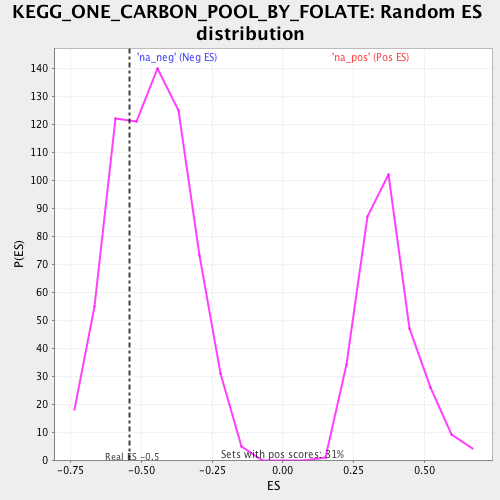 KEGG_ONE_CARBON_POOL_BY_FOLATE: Random ES
distribution
'na_neg' (Neg ES)
'na_pos' (Pos ES)
140
130
120
110
100
90
80
70
60
50
40
30
20
10
0
P(ES)
Real ES -0.5
Sets with pos scores: 31%
-0.75 -0.50 -0.25 0.00 0.25 0.50
ES